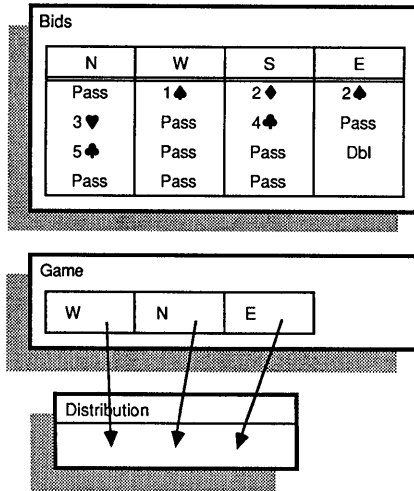 Bids
N W S E
Pass 1♠ 2♦ 2♠
3♥ Pass 4♣ Pass
5♣ Pass Pass Dbl
Pass Pass Pass
Game
W N E
Distribution